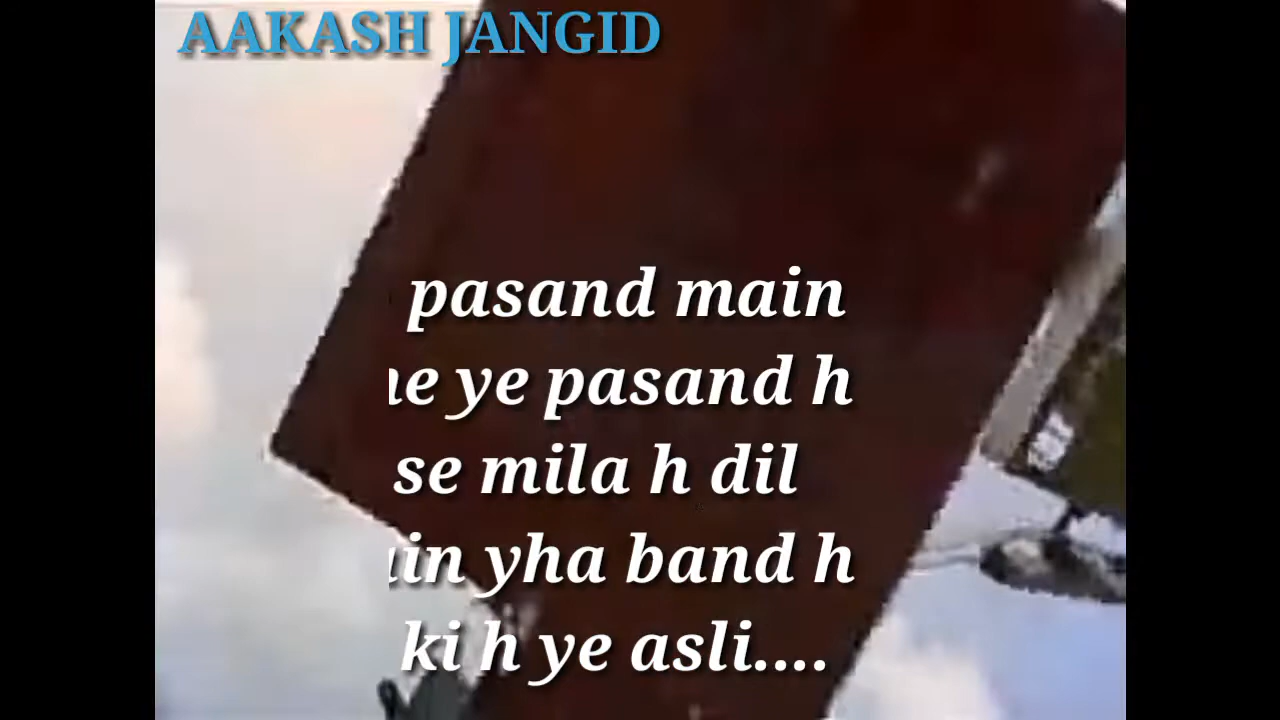 AAKASH JANGID
pasand main
ye pasand h
se mila h dil
yha band h
ki h ye asli....